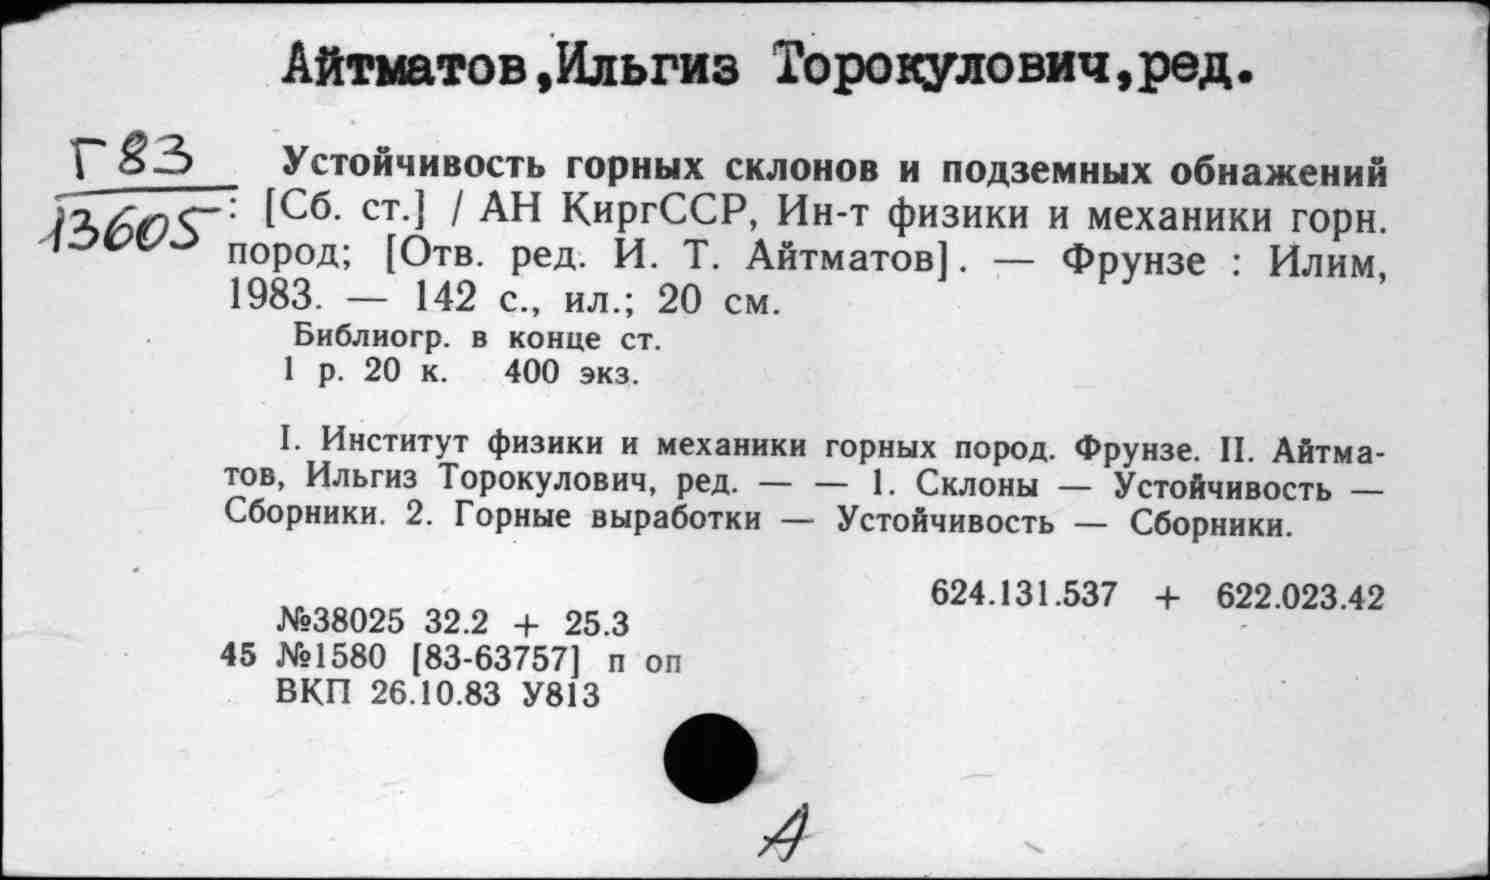 Айтматов,Ильгиз Торокулович,ред.
Г 83
13605
Устойчивость горных склонов и подземных обнажений
: [Сб. ст.] / АН КиргССР, Ин-т физики и механики горн.
пород; [Отв. ред. И. Т. Айтматов]. — Фрунзе : Илим,
1983. — 142 с., ил.; 20 см.
Библиогр. в конце ст.
1 р. 20 к. 400 экз.
I. Институт физики и механики горных пород. Фрунзе. II. Айтма-
тов, Ильгиз Торокулович, ред. — — 1. Склоны — Устойчивость —
Сборники. 2. Горные выработки — Устойчивость — Сборники.
624.131.537 + 622.023.42
№38025 32.2 + 25.3
45 №1580 [83-63757] п оп
ВКП 26.10.83 У813
А